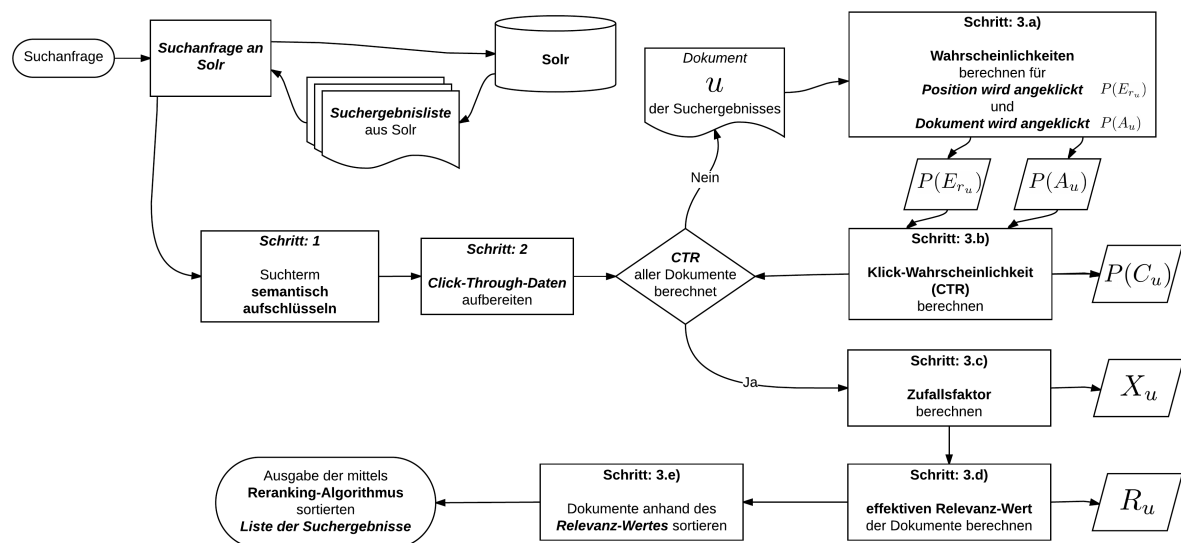 Suchanfrage
Suchanfrage an
Solr
Solr
Suchergebnisliste
aus Solr
Dokument
u
der Suchergebnisses
Schritt: 3.a)
Wahrscheinlichkeiten
berechnen für
Position wird angeklickt P(E_{r_u})
und
Dokument wird angeklickt P(A_u)
Nein
P(E_{r_u})
P(A_u)
Schritt: 1
Suchterm
semantisch
aufschlüsseln
Schritt: 2
Click-Through-Daten
aufbereiten
CTR
aller Dokumente
berechnet
Schritt: 3.b)
Klick-Wahrscheinlichkeit
(CTR)
berechnen
P(C_u)
Ja
Schritt: 3.c)
Zufallsfaktor
berechnen
X_u
Ausgabe der mittels
Reranking-Algorithmus
sortierten
Liste der Suchergebnisse
Schritt: 3.e)
Dokumente anhand des
Relevanz-Wertes sortieren
Schritt: 3.d)
effektiven Relevanz-Wert
der Dokumente berechnen
R_u